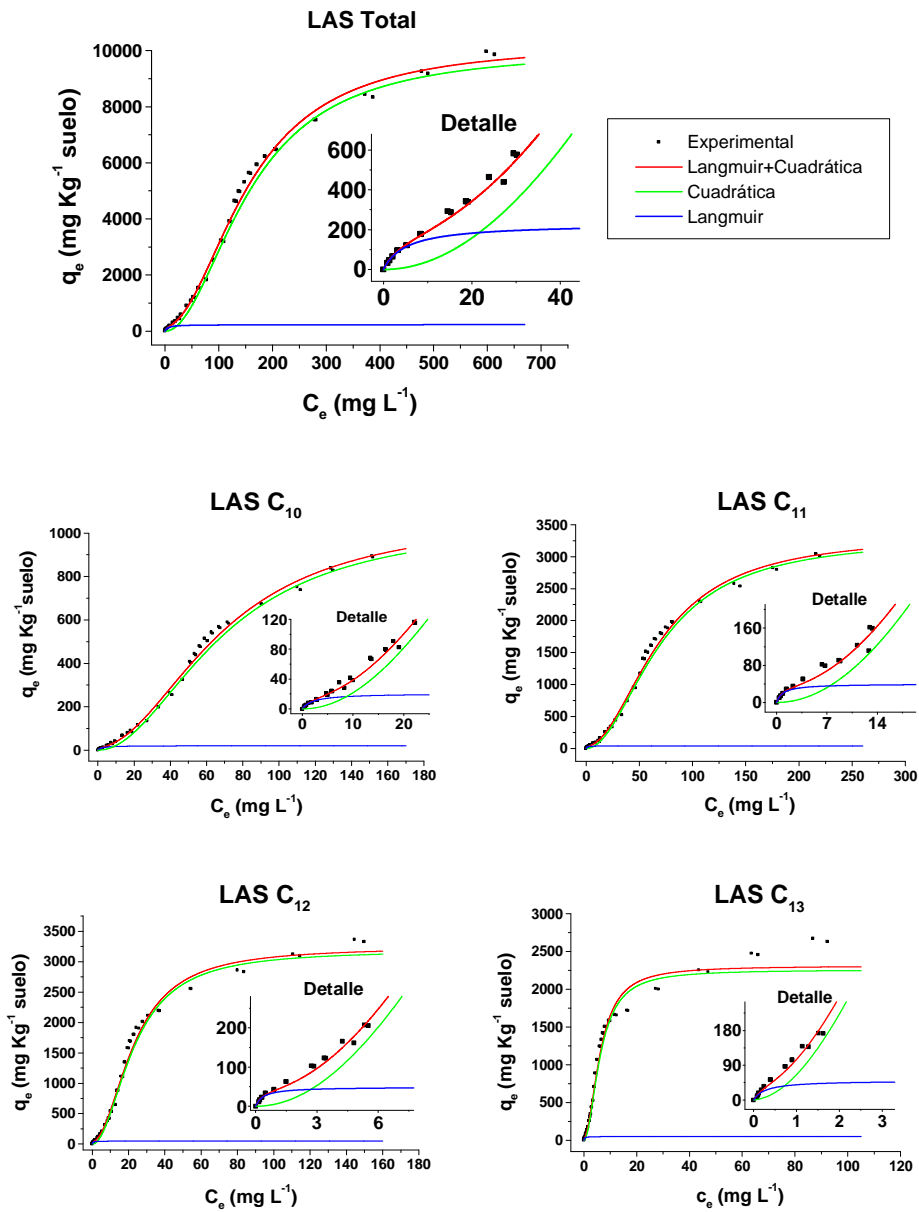 LAS Total
10000
8000
6000
4000
2000
0
q_e (mg Kg^-1 suelo)
0 100 200 300 400 500 600 700
C_e (mg L^-1)
Detalle
600
400
200
0
0 20 40
Experimental
Langmuir+Cuadrática
Cuadrática
Langmuir
LAS C_10
1000
800
600
400
200
0
q_e (mg Kg^-1 suelo)
0 20 40 60 80 100 120 140 160 180
C_e (mg L^-1)
Detalle
120
80
40
0
0 10 20
LAS C_11
3500
3000
2500
2000
1500
1000
500
0
q_e (mg Kg^-1 suelo)
0 50 100 150 200 250 300
C_e (mg L^-1)
Detalle
160
80
0
0 7 14
LAS C_12
3500
3000
2500
2000
1500
1000
500
0
q_e (mg Kg^-1 suelo)
0 20 40 60 80 100 120 140 160 180
C_e (mg L^-1)
Detalle
200
100
0
0 3 6
LAS C_13
3000
2500
2000
1500
1000
500
0
q_e (mg Kg^-1 suelo)
0 20 40 60 80 100 120
c_e (mg L^-1)
Detalle
180
90
0
0 1 2 3